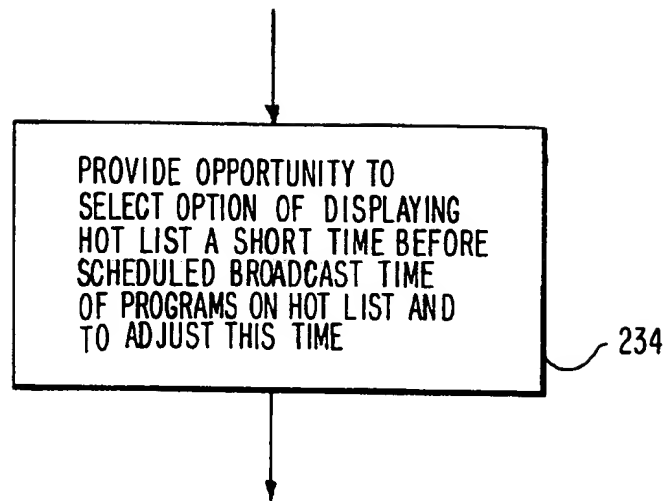 PROVIDE OPPORTUNITY TO
SELECT OPTION OF DISPLAYING
HOT LIST A SHORT TIME BEFORE
SCHEDULED BROADCAST TIME
OF PROGRAMS ON HOT LIST AND
TO ADJUST THIS TIME
234